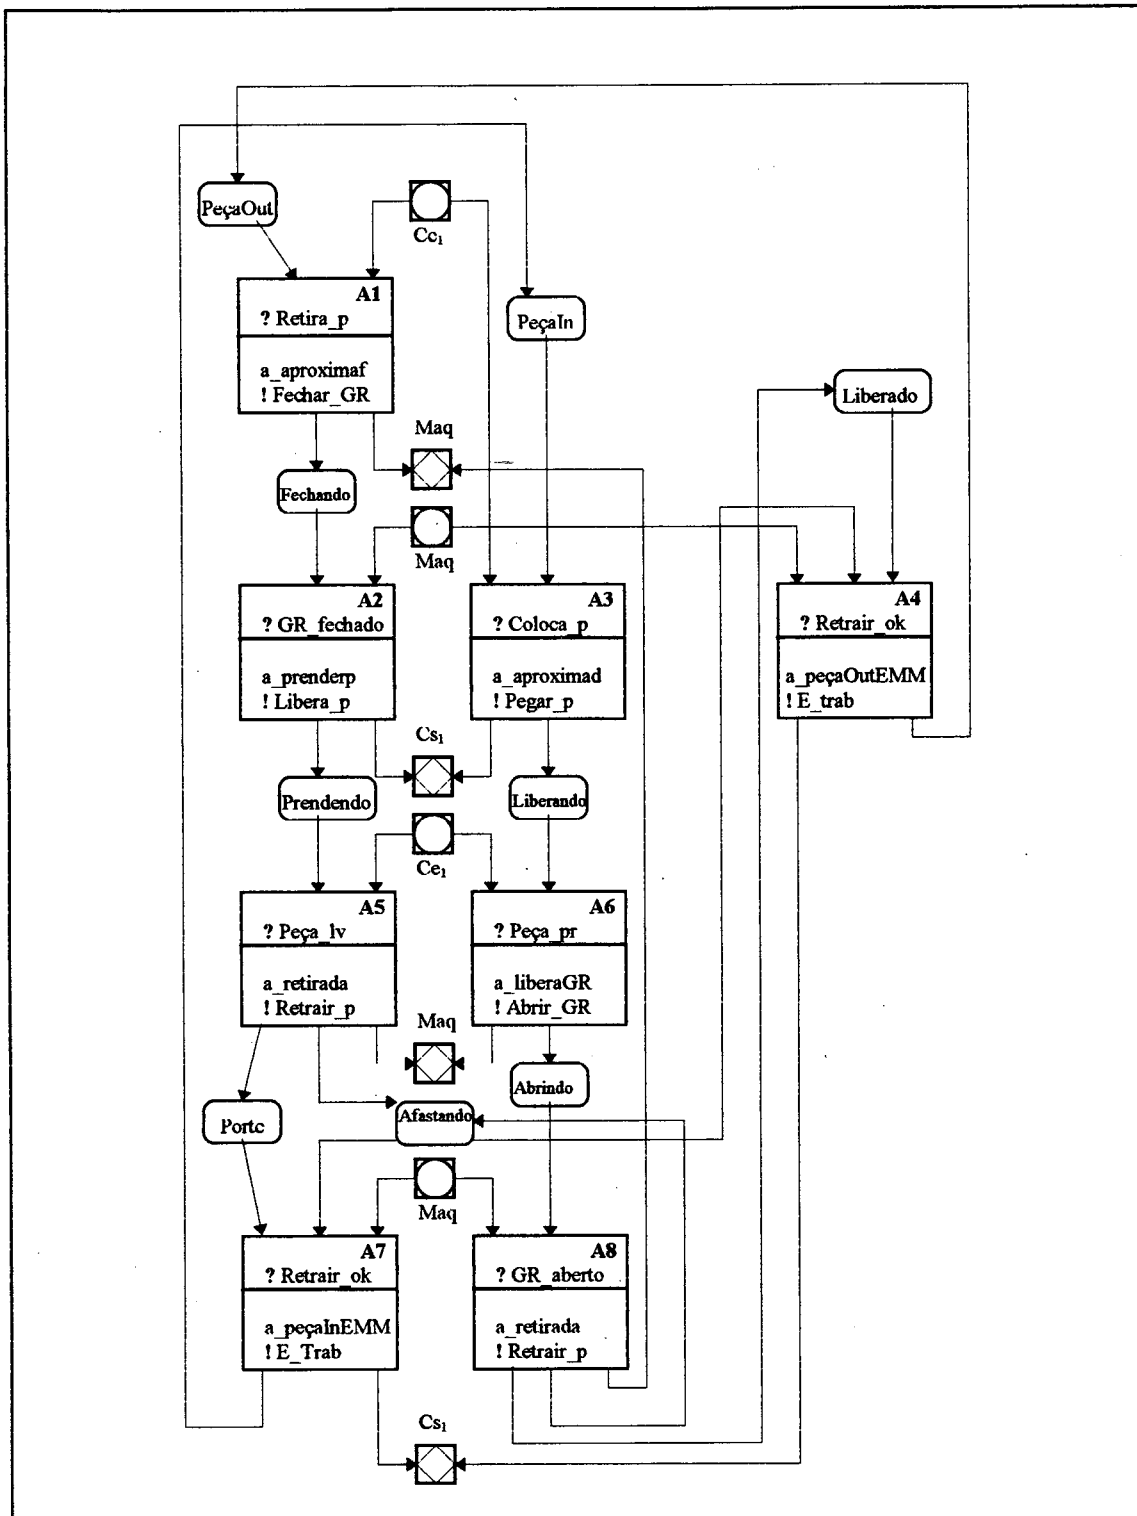 PeçaOut
Cc₁
A1
? Retira_p
a_aproximaf
! Fechar_GR
PeçaIn
Liberado
Maq
Fechando
Maq
A2
? GR_fechado
a_prenderp
! Libera_p
A3
? Coloca_p
a_aproximad
! Pegar_p
A4
? Retrair_ok
a_peçaOutEMM
! E_trab
Cs₁
Prendendo
Liberando
Ce₁
A5
? Peça_lv
a_retirada
! Retrair_p
A6
? Peça_pr
a_liberaGR
! Abrir_GR
Maq
Abrindo
Afastando
Portc
Maq
A7
? Retrair_ok
a_peçaInEMM
! E_Trab
A8
? GR_aberto
a_retirada
! Retrair_p
Cs₁